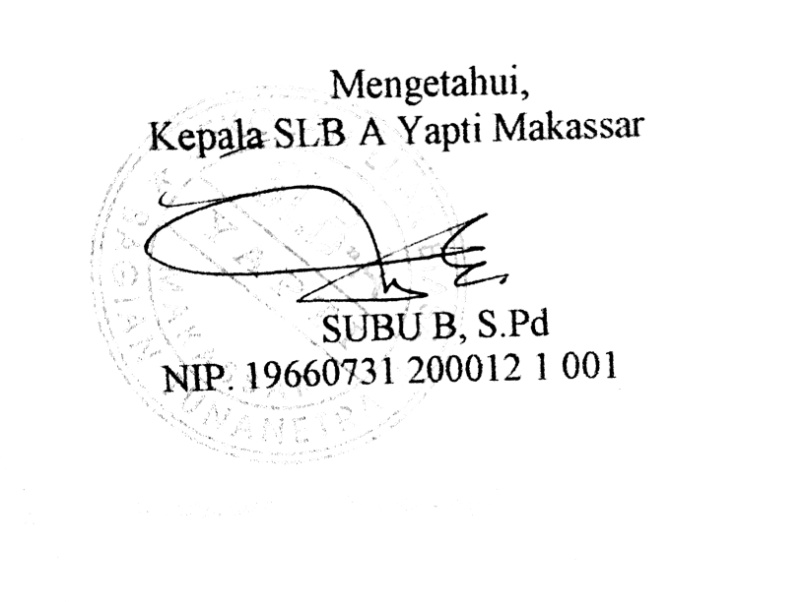 Mengetahui,
Kepala SLB A Yapti Makassar
SUBU B, S.Pd
NIP. 19660731 200012 1 001